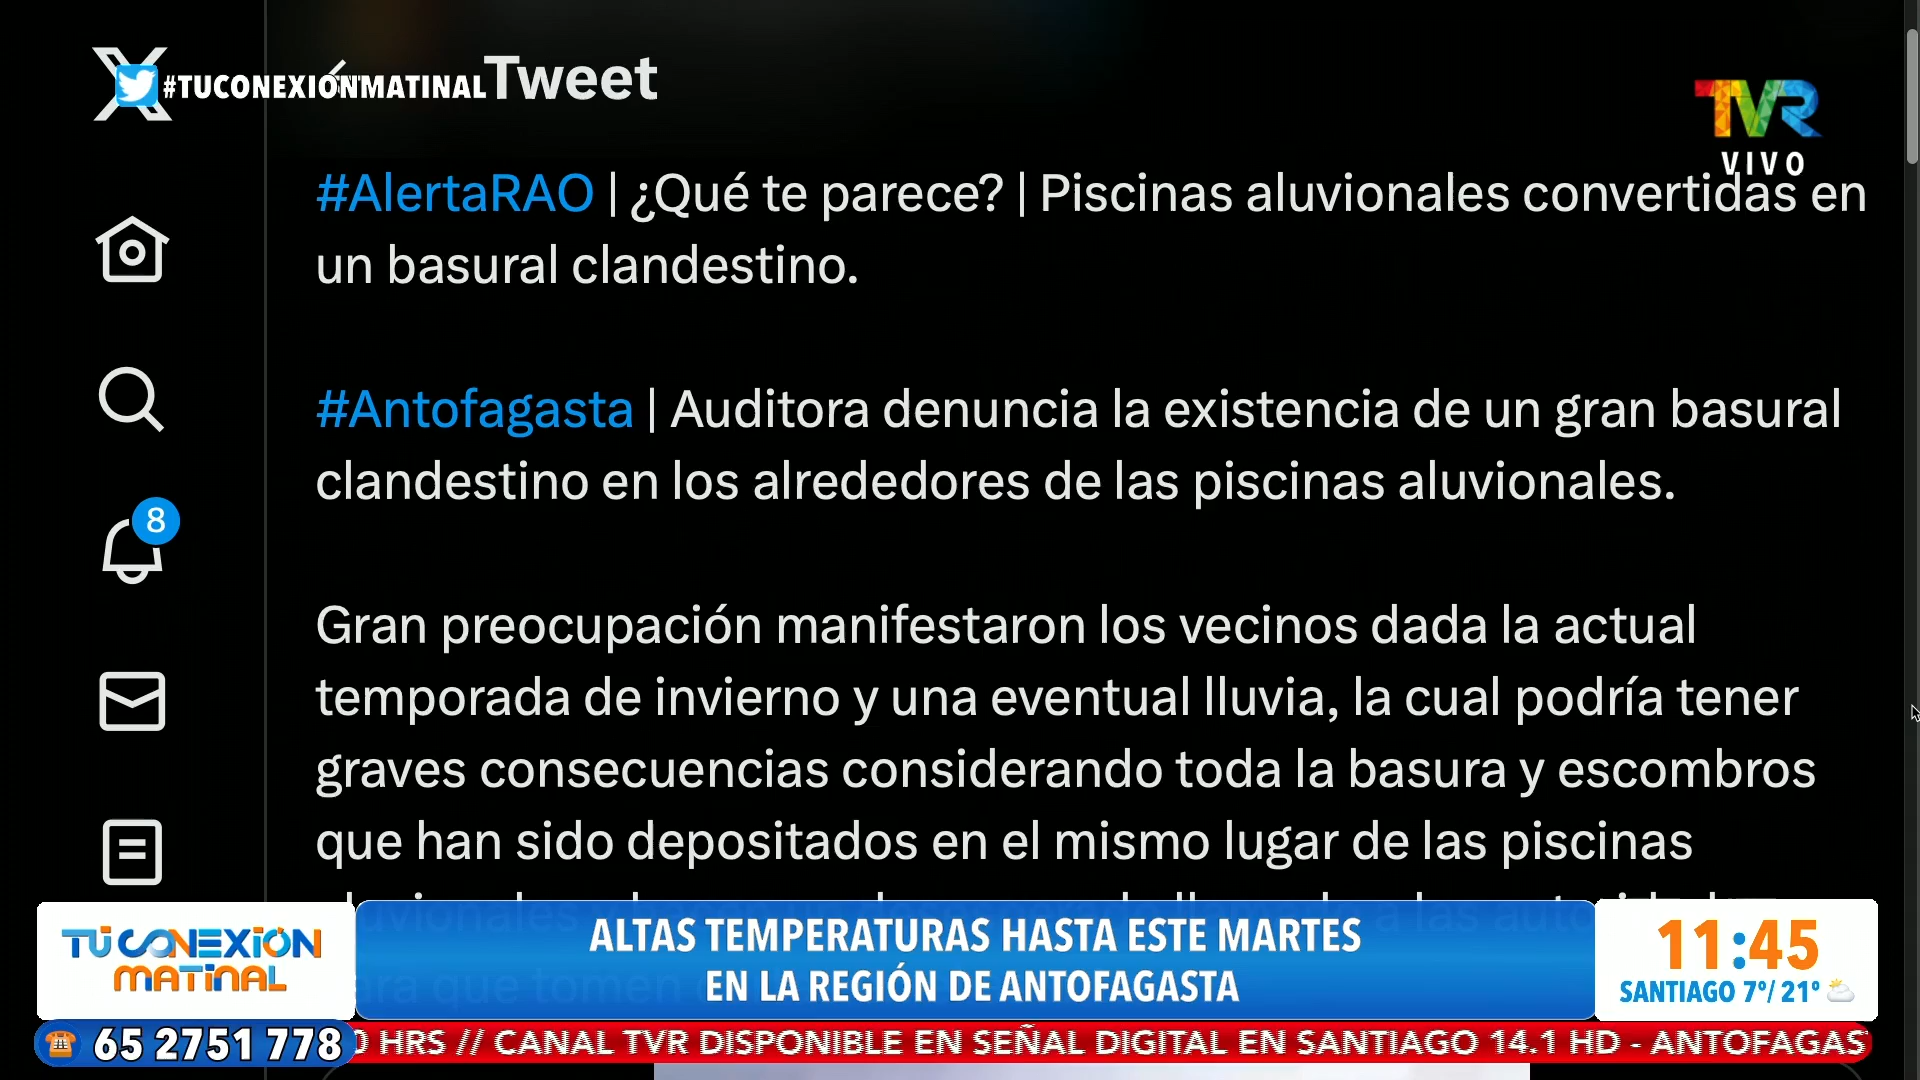 #TUCONEXIÓNMATINAL
Tweet
TVR
VIVO
#AlertaRAO | ¿Qué te parece? | Piscinas aluvionales convertidas en
un basural clandestino.
#Antofagasta | Auditora denuncia la existencia de un gran basural
clandestino en los alrededores de las piscinas aluvionales.
8
Gran preocupación manifestaron los vecinos dada la actual
temporada de invierno y una eventual lluvia, la cual podría tener
graves consecuencias considerando toda la basura y escombros
que han sido depositados en el mismo lugar de las piscinas
TU CONEXIÓN
MATINAL
ALTAS TEMPERATURAS HASTA ESTE MARTES
EN LA REGIÓN DE ANTOFAGASTA
11:45
SANTIAGO 7°/ 21°
65 2751 778
0 HRS // CANAL TVR DISPONIBLE EN SEÑAL DIGITAL EN SANTIAGO 14.1 HD - ANTOFAGAS